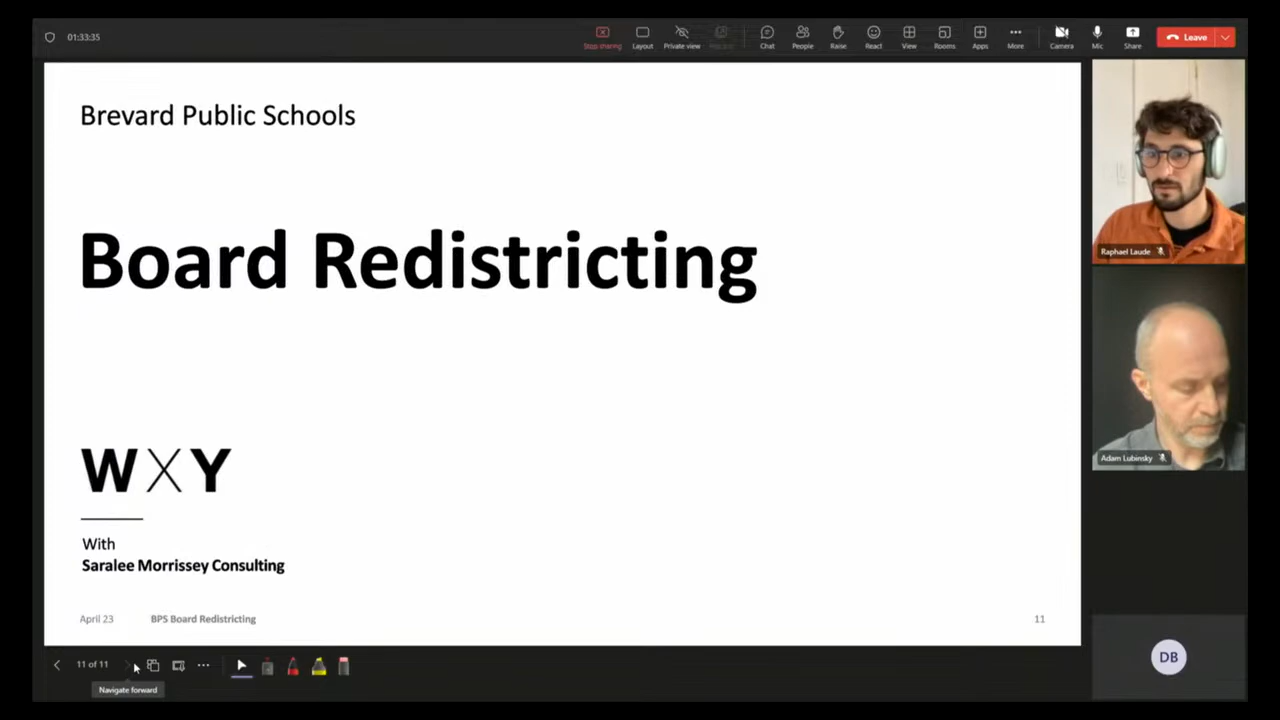 01:33:35
Stop sharing
Layout
Private view
Chat
People
Raise
React
View
Rooms
Apps
More
Camera
Mic
Share
Leave
Brevard Public Schools
Board Redistricting
WXY
With
Saralee Morrissey Consulting
April 23
BPS Board Redistricting
11
Raphael Laude
Adam Lubinsky
DB
11 of 11
Navigate forward